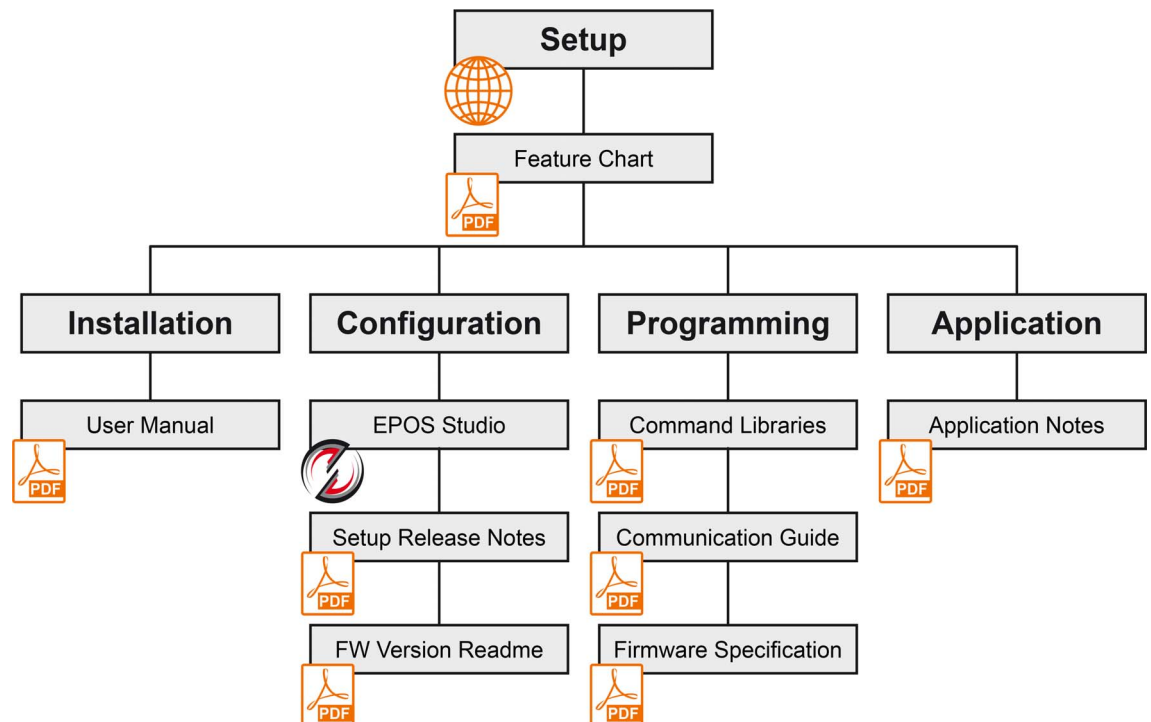 Setup
Feature Chart
PDF
Installation
Configuration
Programming
Application
User Manual
EPOS Studio
Command Libraries
Application Notes
PDF
PDF
PDF
Setup Release Notes
Communication Guide
PDF
PDF
FW Version Readme
Firmware Specification
PDF
PDF